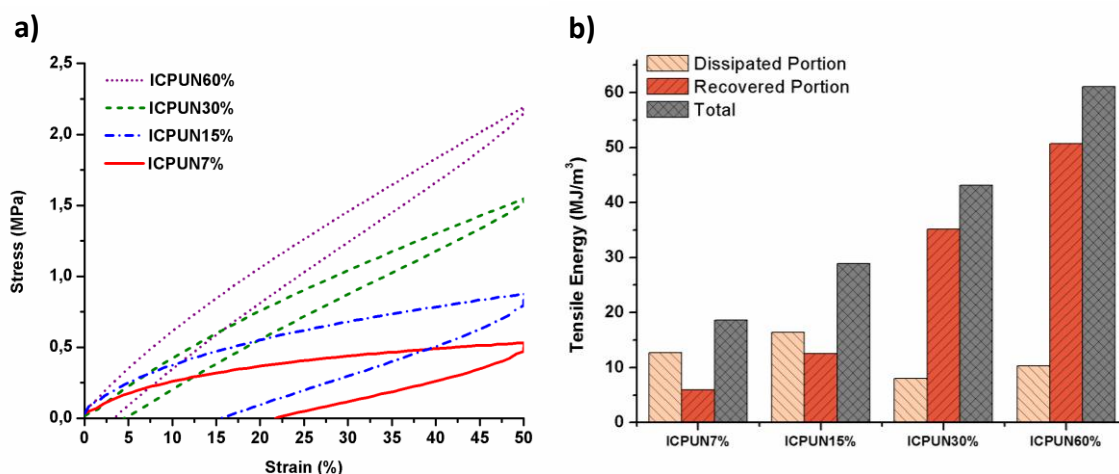 a)
2,5
2,0
1,5
1,0
0,5
0,0
Stress (MPa)
ICPUN60%
ICPUN30%
ICPUN15%
ICPUN7%
0 5 10 15 20 25 30 35 40 45 50
Strain (%)
b)
60
50
40
30
20
10
0
Tensile Energy (MJ/m³)
Dissipated Portion
Recovered Portion
Total
ICPUN7% ICPUN15% ICPUN30% ICPUN60%